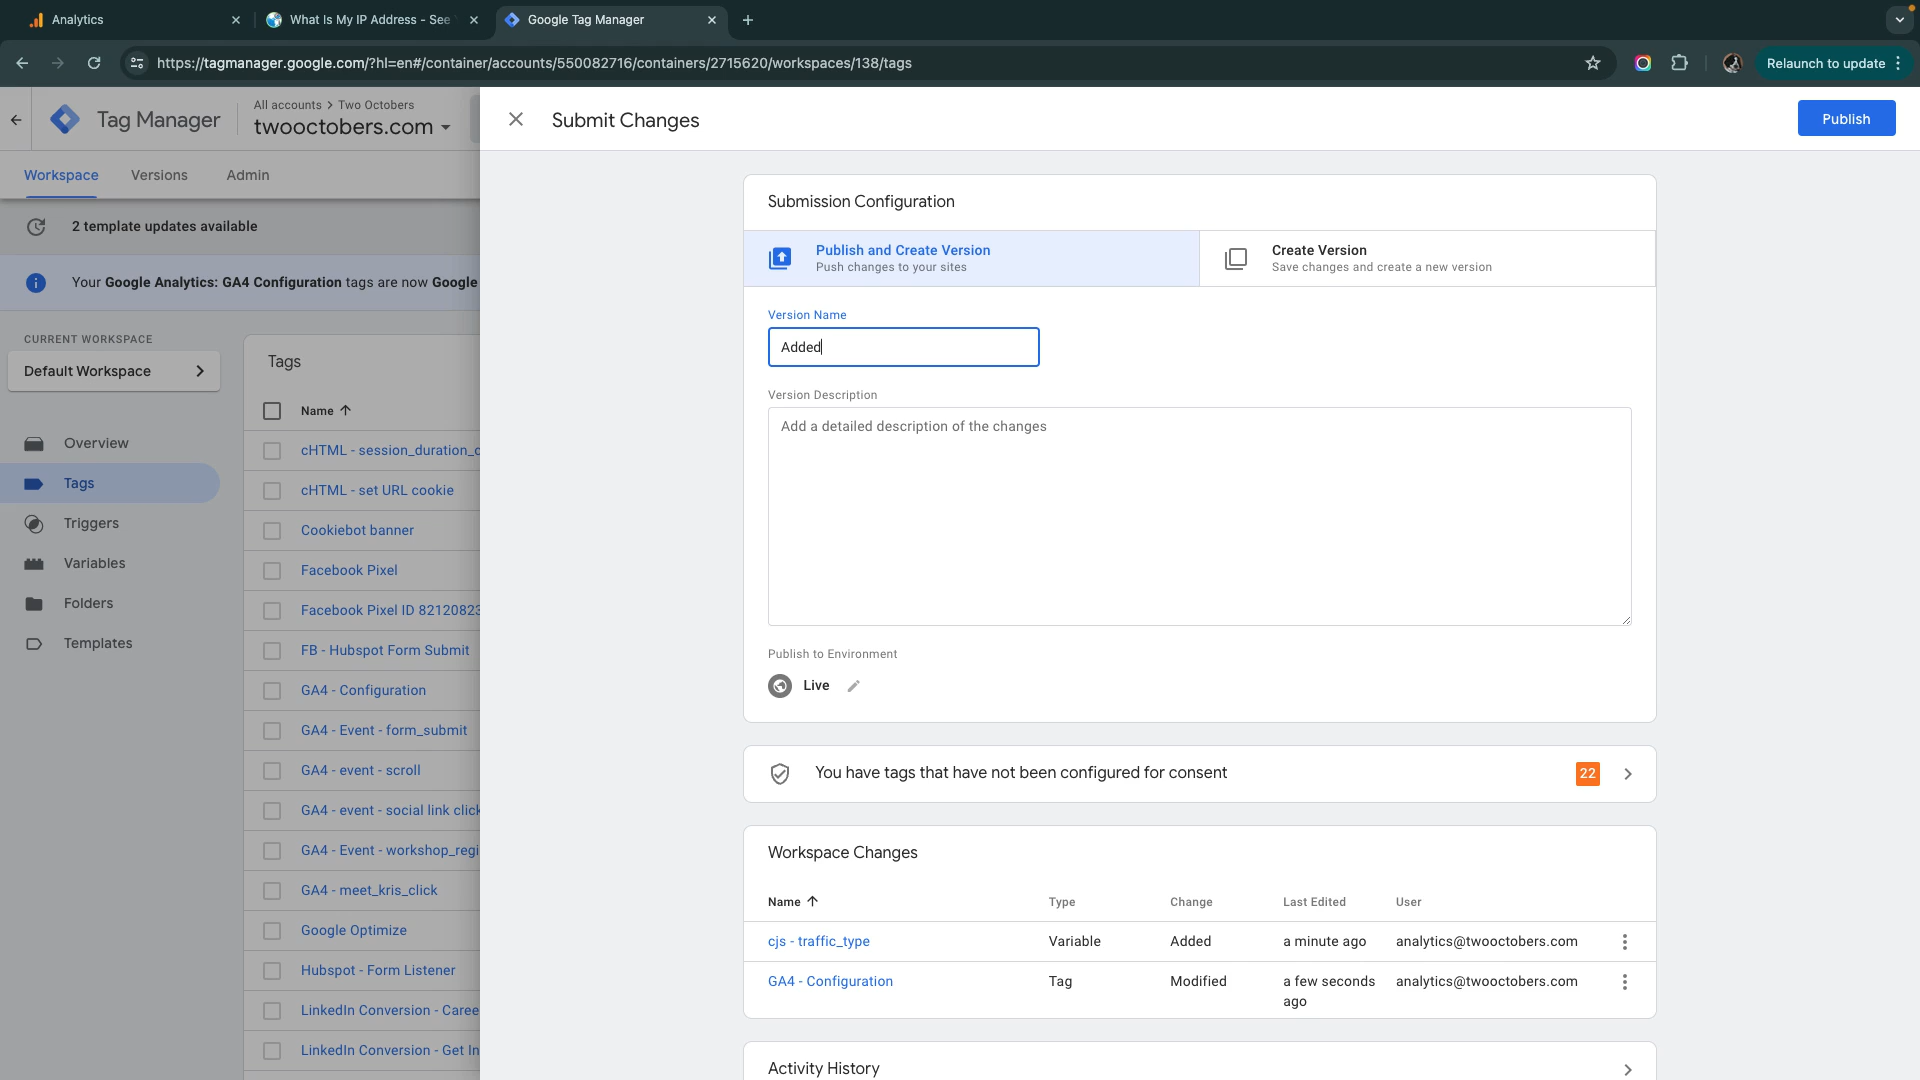 Analytics
What Is My IP Address - See
Google Tag Manager
https://tagmanager.google.com/?hl=en#/container/accounts/550082716/containers/2715620/workspaces/138/tags
Relaunch to update
Tag Manager
All accounts > Two Octobers
twooctobers.com
Submit Changes
Publish
Workspace
Versions
Admin
2 template updates available
Your Google Analytics: GA4 Configuration tags are now Google
CURRENT WORKSPACE
Default Workspace
Overview
Tags
Triggers
Variables
Folders
Templates
Tags
Name
cHTML - session_duration_c
cHTML - set URL cookie
Cookiebot banner
Facebook Pixel
Facebook Pixel ID 82120823
FB - Hubspot Form Submit
GA4 - Configuration
GA4 - Event - form_submit
GA4 - event - scroll
GA4 - event - social link click
GA4 - Event - workshop_regi
GA4 - meet_kris_click
Google Optimize
Hubspot - Form Listener
LinkedIn Conversion - Caree
LinkedIn Conversion - Get In
Submission Configuration
Publish and Create Version
Push changes to your sites
Create Version
Save changes and create a new version
Version Name
Added
Version Description
Add a detailed description of the changes
Publish to Environment
Live
You have tags that have not been configured for consent
22
Workspace Changes
Name Type Change Last Edited User
cjs - traffic_type Variable Added a minute ago analytics@twooctobers.com
GA4 - Configuration Tag Modified a few seconds ago analytics@twooctobers.com
Activity History